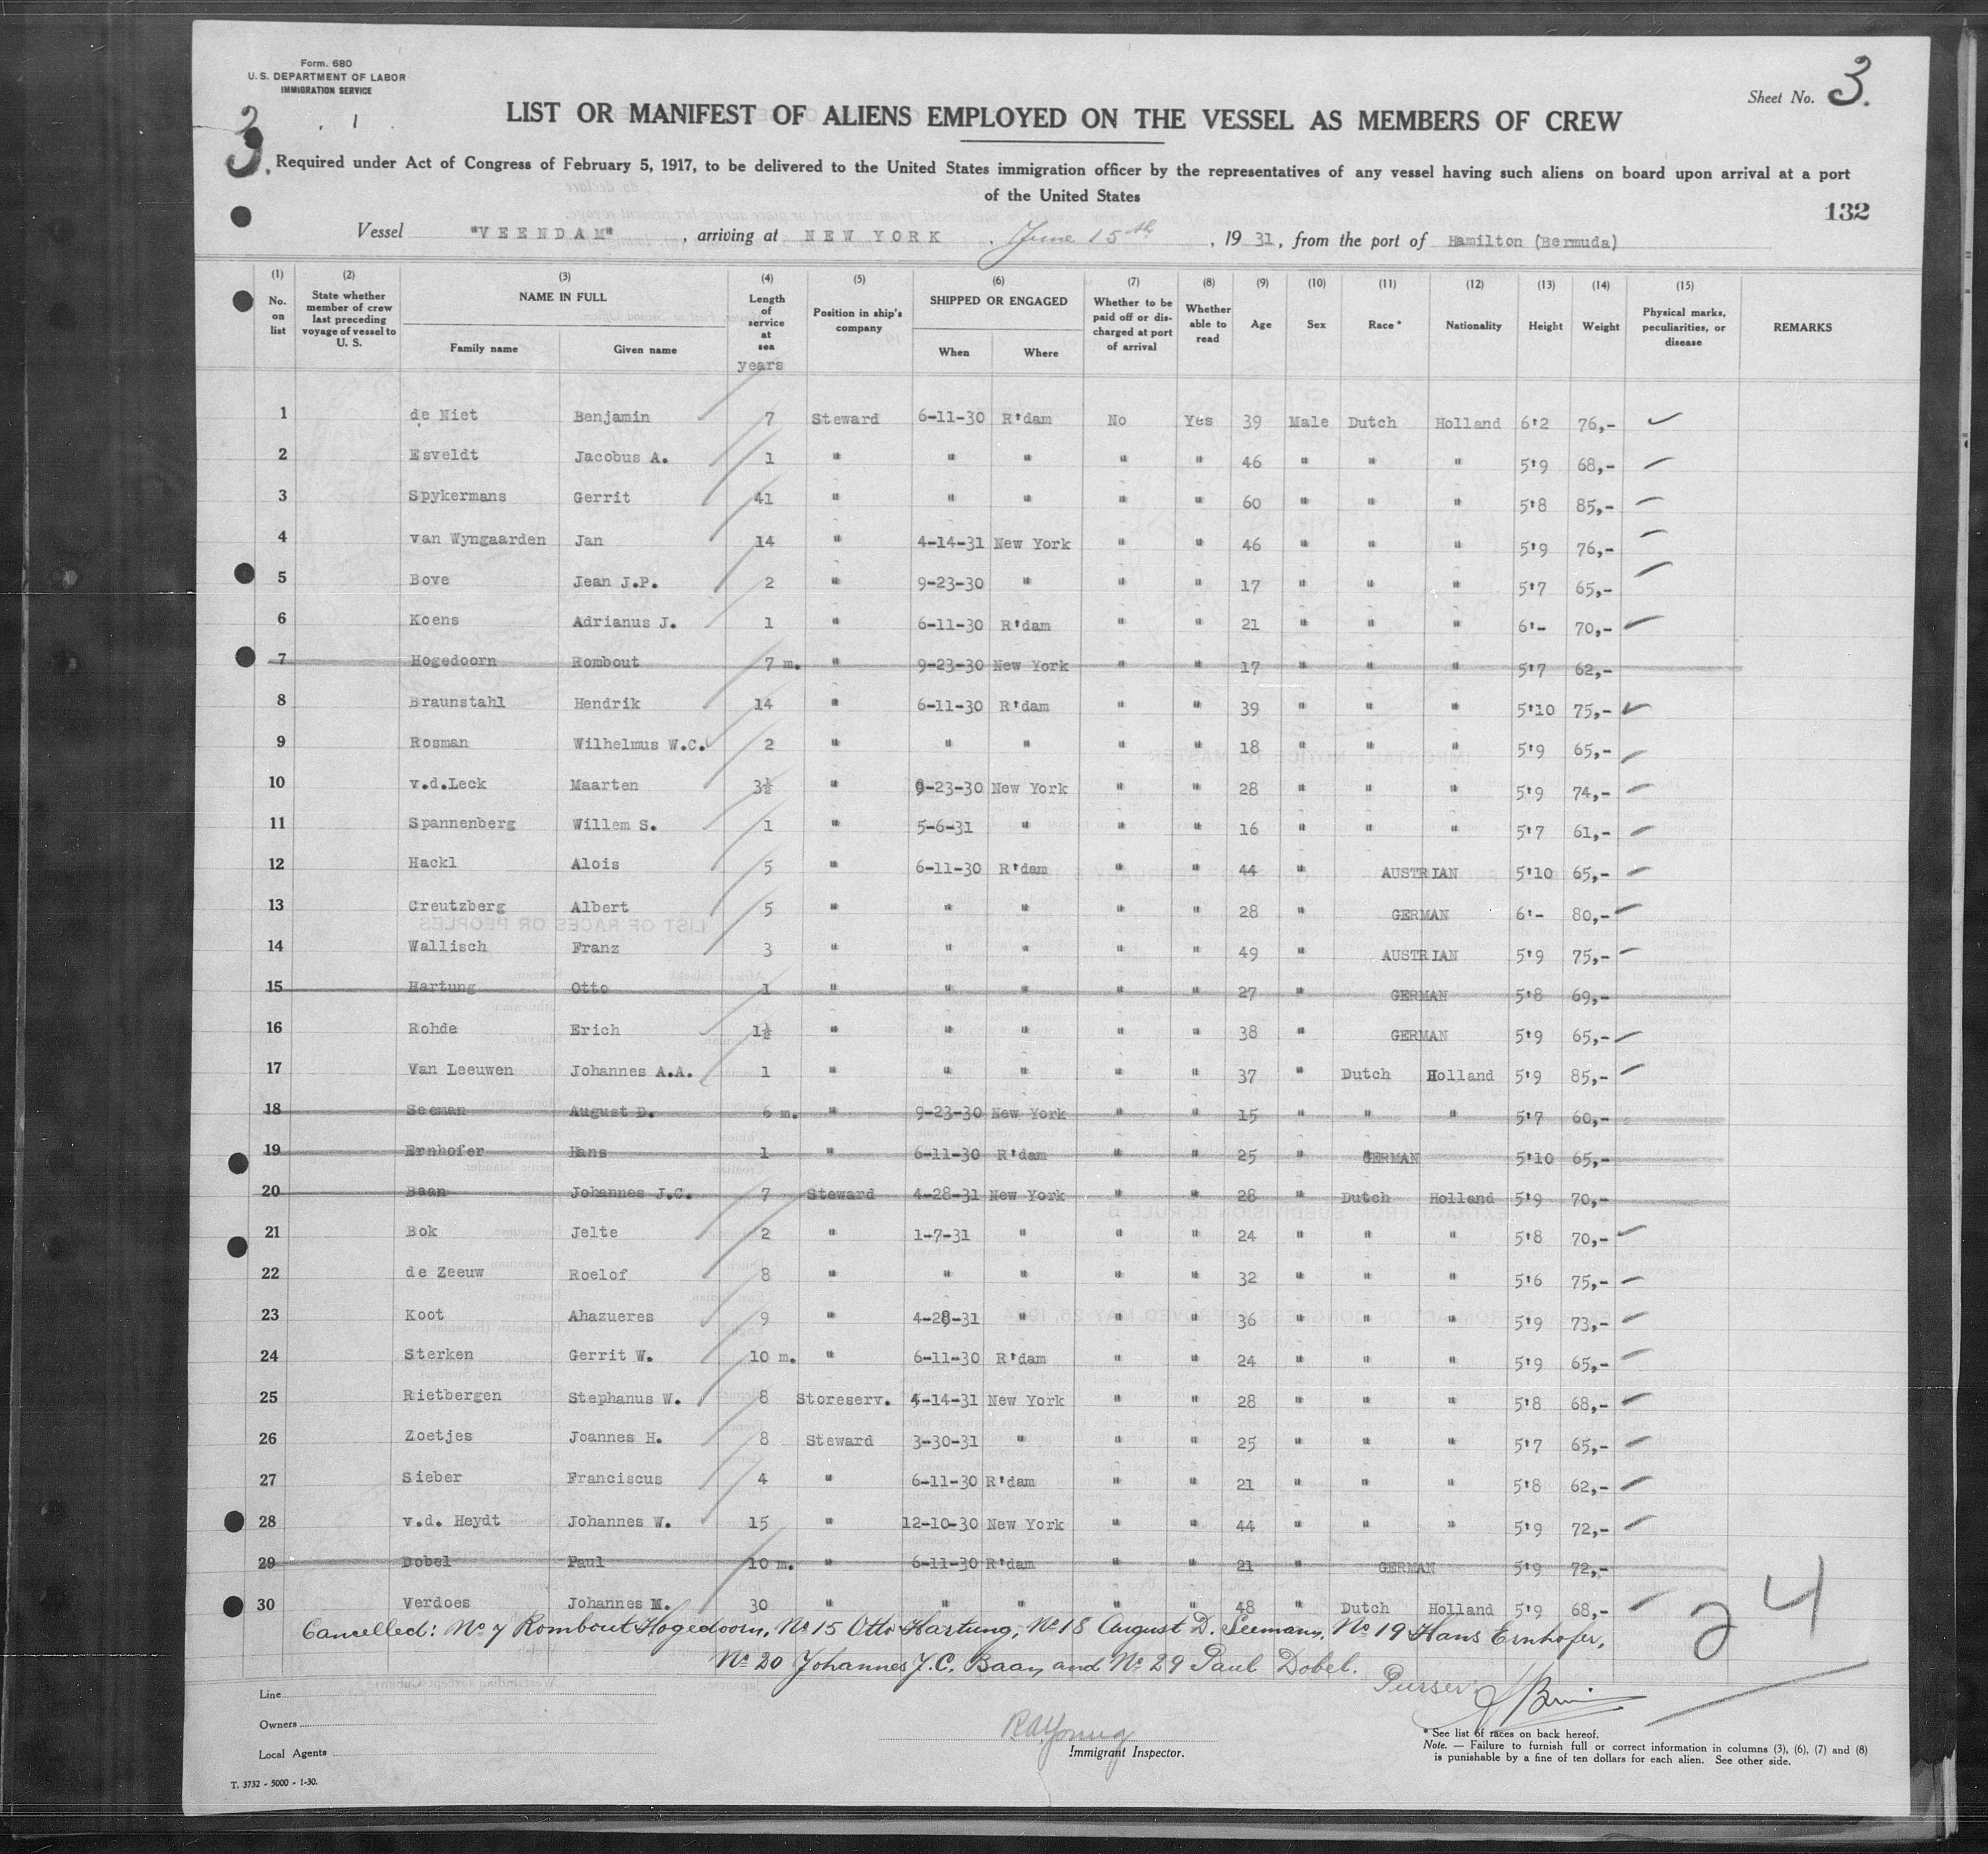 Form. 680
U. S. DEPARTMENT OF LABOR
IMMIGRATION SERVICE
Sheet No. 3.
3.
LIST OR MANIFEST OF ALIENS EMPLOYED ON THE VESSEL AS MEMBERS OF CREW
Required under Act of Congress of February 5, 1917, to be delivered to the United States immigration officer by the representatives of any vessel having such aliens on board upon arrival at a port
of the United States
132
Vessel "VEENDAM", arriving at NEW YORK, June 15th, 1931, from the port of Hamilton (Bermuda)
(1) (2) (3) (4) (5) (6) (7) (8) (9) (10) (11) (12) (13) (14) (15)
No. on list State whether member of crew last preceding voyage of vessel to U. S. NAME IN FULL Family name Given name Length of service at sea years Position in ship's company SHIPPED OR ENGAGED When Where Whether to be paid off or discharged at port of arrival Whether able to read Age Sex Race* Nationality Height Weight Physical marks, peculiarities, or disease REMARKS
1 de Niet Benjamin 7 Steward 6-11-30 R'dam No Yes 39 Male Dutch Holland 6'2 76,-
2 Esveldt Jacobus A. 1 " " " " " 46 " " " 5'9 68,-
3 Spykermans Gerrit 41 " " " " " 60 " " " 5'8 85,-
4 van Wyngaarden Jan 14 " 4-14-31 New York " " 46 " " " 5'9 76,-
5 Bove Jean J.P. 2 " 9-23-30 " " " 17 " " " 5'7 65,-
6 Koens Adrianus J. 1 " 6-11-30 R'dam " " 21 " " " 6'- 70,-
7 Hogedoorn Rombout 7 m. " 9-23-30 New York " " 17 " " " 5'7 62,-
8 Braunstahl Hendrik 14 " 6-11-30 R'dam " " 39 " " " 5'10 75,-
9 Rosman Wilhelmus W.C. 2 " " " " " 18 " " " 5'9 65,-
10 v.d.Leck Maarten 3½ " 9-23-30 New York " " 28 " " " 5'9 74,-
11 Spannenberg Willem S. 1 " 5-6-31 " " " 16 " " " 5'7 61,-
12 Hackl Alois 5 " 6-11-30 R'dam " " 44 " AUSTRIAN 5'10 65,-
13 Creutzberg Albert 5 " " " " " 28 " GERMAN 6'- 80,-
14 Wallisch Franz 3 " " " " " 49 " AUSTRIAN 5'9 75,-
15 Hartung Otto 1 " " " " " 27 " GERMAN 5'8 69,-
16 Rohde Erich 1½ " " " " " 38 " GERMAN 5'9 65,-
17 Van Leeuwen Johannes A.A. 1 " " " " " 37 " Dutch Holland 5'9 85,-
18 Seeman August D. 6 m. " 9-23-30 New York " " 15 " " " 5'7 60,-
19 Ernhofer Hans 1 " 6-11-30 R'dam " " 25 " GERMAN 5'10 65,-
20 Baan Johannes J.C. 7 Steward 4-28-31 New York " " 28 " Dutch Holland 5'9 70,-
21 Bok Jelte 2 " 1-7-31 " " " 24 " " " 5'8 70,-
22 de Zeeuw Roelof 8 " " " " " 32 " " " 5'6 75,-
23 Koot Ahazueres 9 " 4-28-31 " " " 36 " " " 5'9 73,-
24 Sterken Gerrit W. 10 m. " 6-11-30 R'dam " " 24 " " " 5'9 65,-
25 Rietbergen Stephanus W. 8 Storeserv. 4-14-31 New York " " 28 " " " 5'8 68,-
26 Zoetjes Joannes H. 8 Steward 3-30-31 " " " 25 " " " 5'7 65,-
27 Sieber Franciscus 4 " 6-11-30 R'dam " " 21 " " " 5'8 62,-
28 v.d. Heydt Johannes W. 15 " 12-10-30 New York " " 44 " " " 5'9 72,-
29 Dobel Paul 10 m. " 6-11-30 R'dam " " 21 " GERMAN 5'9 72,-
30 Verdoes Johannes M. 30 " " " " " 48 " Dutch Holland 5'9 68,-
Cancelled: No 7 Rombout Hogedoorn, No 15 Otto Hartung, No 18 August D. Seemann, No 19 Hans Ernhofer,
No 20 Johannes J.C. Baan and No 29 Paul Dobel.
24
Purser
Line
Owners
Local Agents
RA Young
Immigrant Inspector.
* See list of races on back hereof.
Note. — Failure to furnish full or correct information in columns (3), (6), (7) and (8)
is punishable by a fine of ten dollars for each alien. See other side.
T. 3732 - 5000 - 1-30.